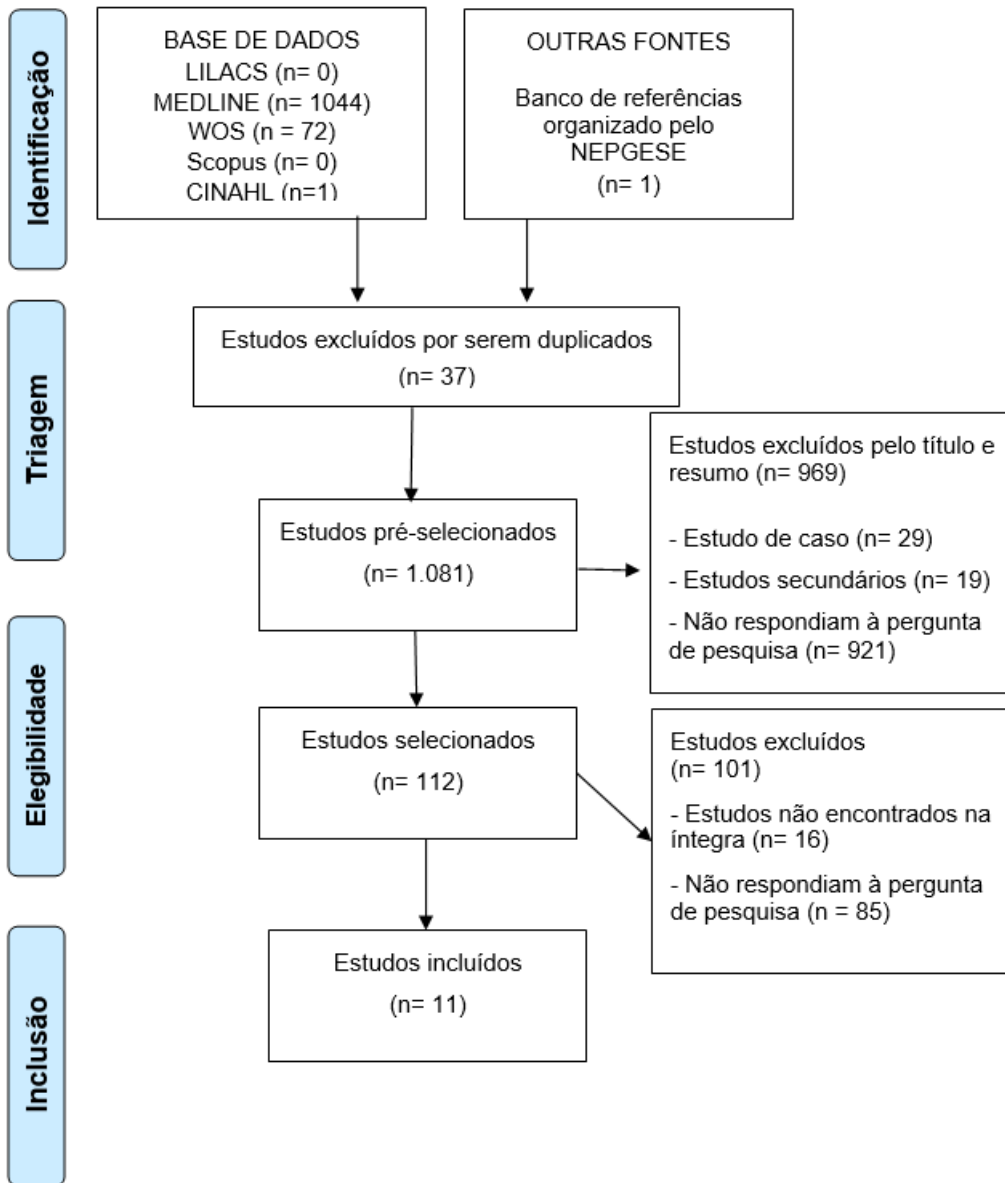 Identificação
BASE DE DADOS
LILACS (n= 0)
MEDLINE (n= 1044)
WOS (n = 72)
Scopus (n= 0)
CINAHL (n=1)
OUTRAS FONTES
Banco de referências
organizado pelo
NEPGESE
(n= 1)
Triagem
Estudos excluídos por serem duplicados
(n= 37)
Estudos pré-selecionados
(n= 1.081)
Estudos excluídos pelo título e
resumo (n= 969)
- Estudo de caso (n= 29)
- Estudos secundários (n= 19)
- Não respondiam à pergunta
de pesquisa (n= 921)
Elegibilidade
Estudos selecionados
(n= 112)
Estudos excluídos
(n= 101)
- Estudos não encontrados na
íntegra (n= 16)
- Não respondiam à pergunta
de pesquisa (n = 85)
Inclusão
Estudos incluídos
(n= 11)